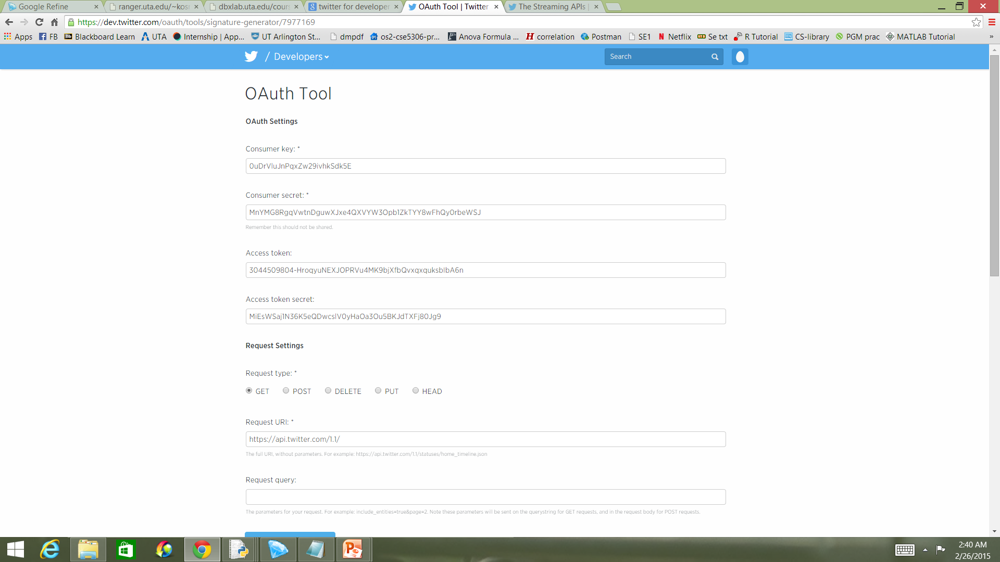 Google Refine
ranger.uta.edu/~kos
dbxlab.uta.edu/cours
twitter for developer
OAuth Tool | Twitter
The Streaming APIs |
https://dev.twitter.com/oauth/tools/signature-generator/7977169
Apps
FB
Blackboard Learn
UTA
Internship | App...
UT Arlington St...
dmpdf
os2-cse5306-pr...
Anova Formula ...
correlation
Postman
SE1
Netflix
Se txt
R Tutorial
CS-library
PGM prac
MATLAB Tutorial
»
/ Developers
Search
OAuth Tool
OAuth Settings
Consumer key: *
0uDrVluJnPqxZw29ivhkSdk5E
Consumer secret: *
MnYMG8RgqVwtnDguwXJxe4QXVYW3Opb1ZkTYY8wFhQy0rbeWSJ
Remember this should not be shared.
Access token:
3044509804-HroqyuNEXJOPRVu4MK9bjXfbQvxqxquksblbA6n
Access token secret:
MiEsWSaj1N36K5eQDwcslV0yHaOa3Ou5BKJdTXFj80Jg9
Request Settings
Request type: *
GET POST DELETE PUT HEAD
Request URI: *
https://api.twitter.com/1.1/
The full URI, without parameters. For example: https://api.twitter.com/1.1/statuses/home_timeline.json
Request query:
The parameters for your request. For example: include_entities=true&page=2. Note these parameters will be sent on the querystring for GET requests, and in the request body for POST requests.
2:40 AM
2/26/2015